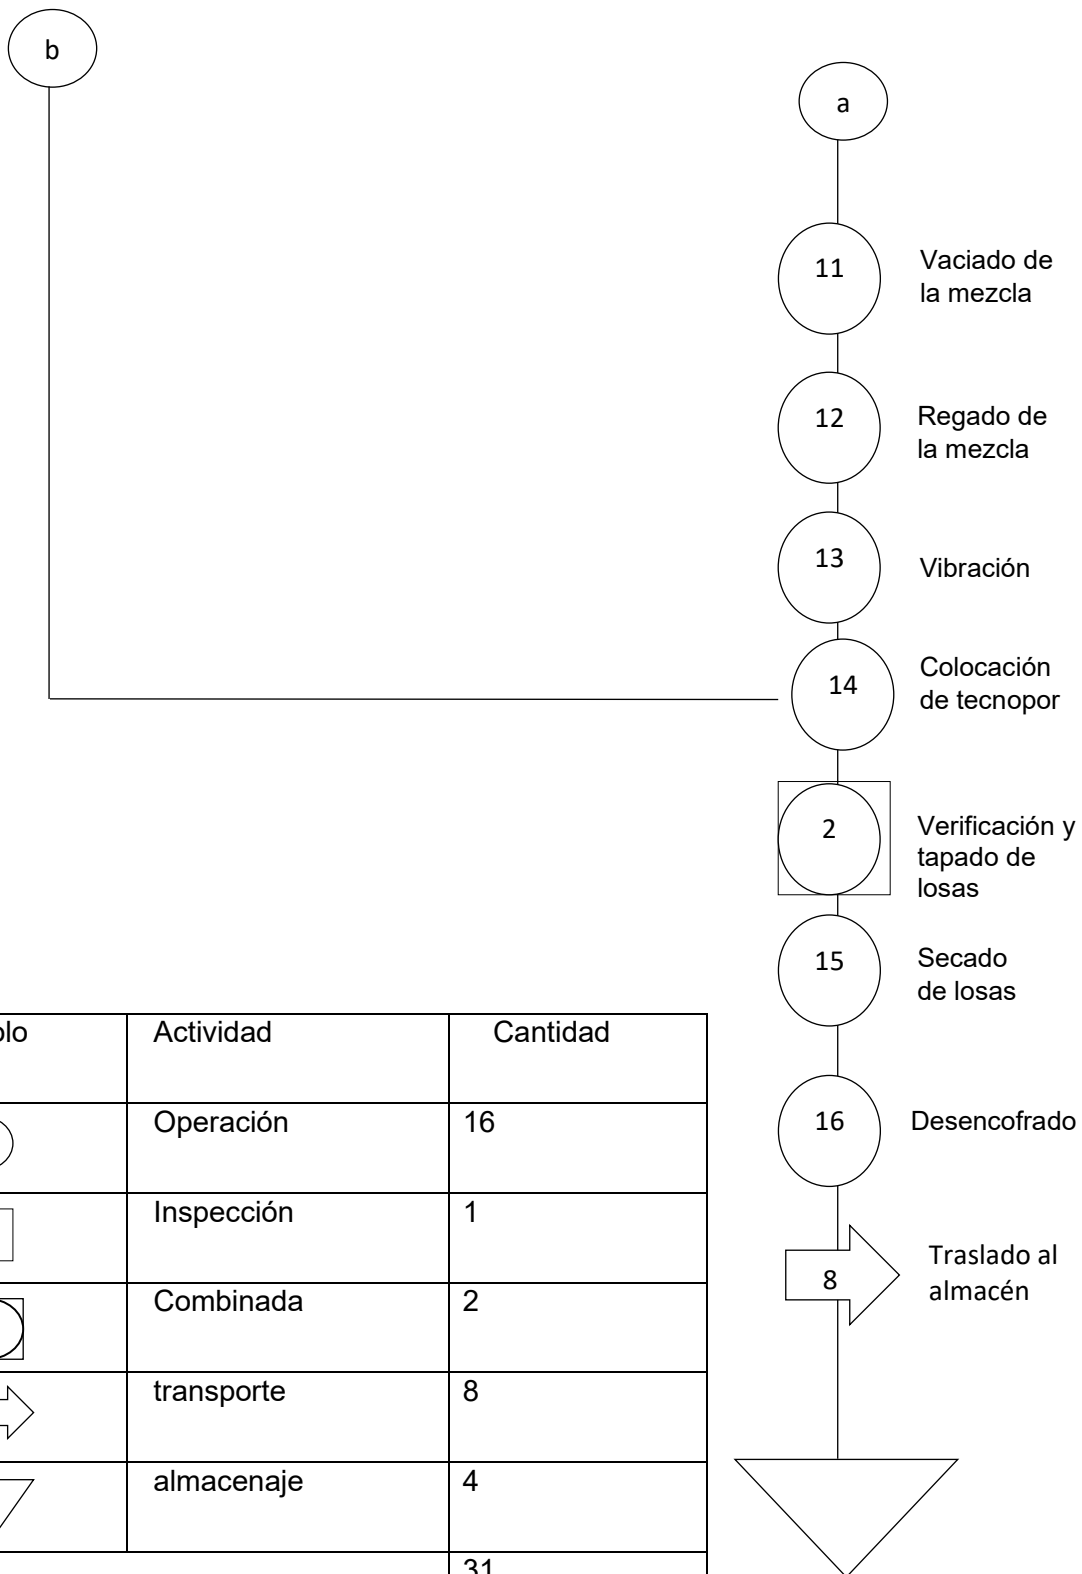 b
a
11
Vaciado de
la mezcla
12
Regado de
la mezcla
13
Vibración
14
Colocación
de tecnopor
2
Verificación y
tapado de
losas
15
Secado
de losas
16
Desencofrado
8
Traslado al
almacén
olo Actividad Cantidad
Operación 16
Inspección 1
Combinada 2
transporte 8
almacenaje 4
31